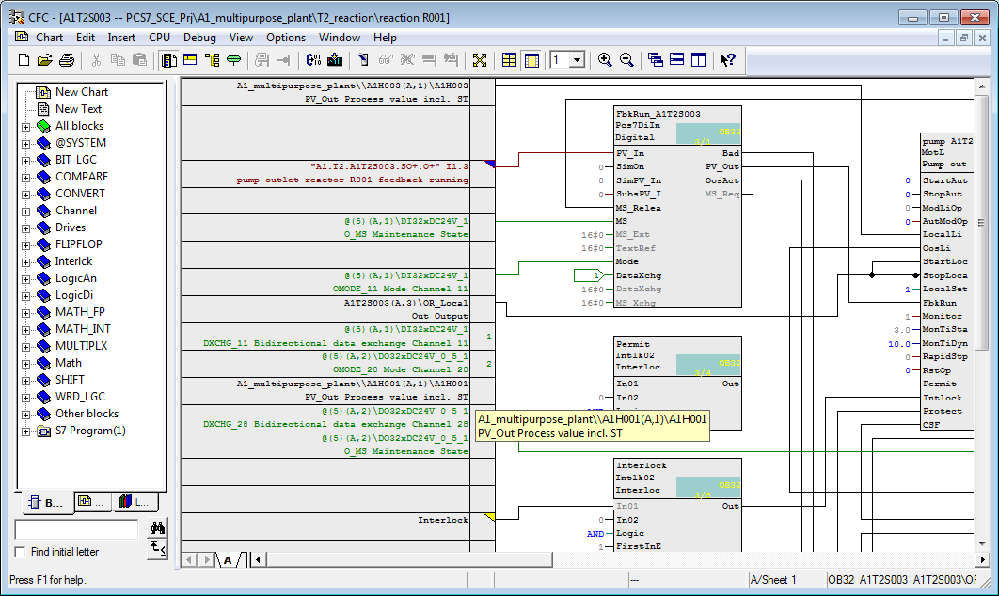 CFC - [A1T2S003 -- PCS7_SCE_Prj\A1_multipurpose_plant\T2_reaction\reaction R001]
Chart Edit Insert CPU Debug View Options Window Help
1
New Chart
New Text
All blocks
@SYSTEM
BIT_LGC
COMPARE
CONVERT
Channel
Drives
FLIPFLOP
Interlck
LogicAn
LogicDi
MATH_FP
MATH_INT
MULTIPLX
Math
SHIFT
WRD_LGC
Other blocks
S7 Program(1)
B...
...
L...
Find initial letter
A1_multipurpose_plant\\A1H003(A,1)\A1H003
PV_Out Process value incl. ST
"A1.T2.A1T2S003.SO+.O+" I1.3
pump outlet reactor R001 feedback running
@(5)(A,1)\DI32xDC24V_1
O_MS Maintenance State
@(5)(A,1)\DI32xDC24V_1
OMODE_11 Mode Channel 11
A1T2S003(A,3)\OR_Local
Out Output
@(5)(A,1)\DI32xDC24V_1
DXCHG_11 Bidirectional data exchange Channel 11
1
@(5)(A,2)\DO32xDC24V_0_5_1
OMODE_28 Mode Channel 28
2
A1_multipurpose_plant\\A1H001(A,1)\A1H001
PV_Out Process value incl. ST
@(5)(A,2)\DO32xDC24V_0_5_1
DXCHG_28 Bidirectional data exchange Channel 28
@(5)(A,2)\DO32xDC24V_0_5_1
O_MS Maintenance State
Interlock
FbkRun_A1T2S003
Pcs7DiIn
Digital
OB32
3/1
PV_In
Bad
0 SimOn
PV_Out
0 SimPV_In
OosAct
0 SubsPV_I
MS_Req
MS_Relea
MS
16#0 MS_Ext
16#0 TextRef
Mode
1 DataXchg
16#0 DataXchg
16#0 MS_Xchg
Permit
Intlk02
Interloc
OB32
In01
Out
0 In02
A1_multipurpose_plant\\A1H001(A,1)\A1H001
PV_Out Process value incl. ST
Interlock
Intlk02
Interloc
OB32
In01
Out
0 In02
AND Logic
1 FirstInE
pump A1T2
MotL
Pump out
0 StartAut
0 StopAut
0 ModLiOp
0 AutModOp
LocalLi
OosLi
StartLoc
StopLoca
1 LocalSet
FbkRun
1 Monitor
3.0 MonTiSta
10.0 MonTiDyn
0 RapidStp
0 RstOp
Permit
Intlock
Protect
CSF
A
Press F1 for help.
---
A/Sheet 1
OB32 A1T2S003 A1T2S003\OF